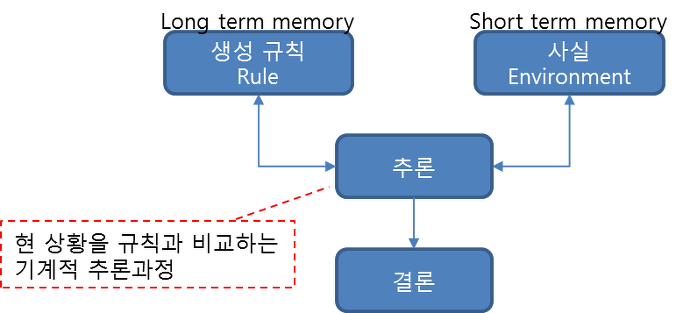 Long term memory
생성 규칙
Rule
Short term memory
사실
Environment
추론
현 상황을 규칙과 비교하는
기계적 추론과정
결론